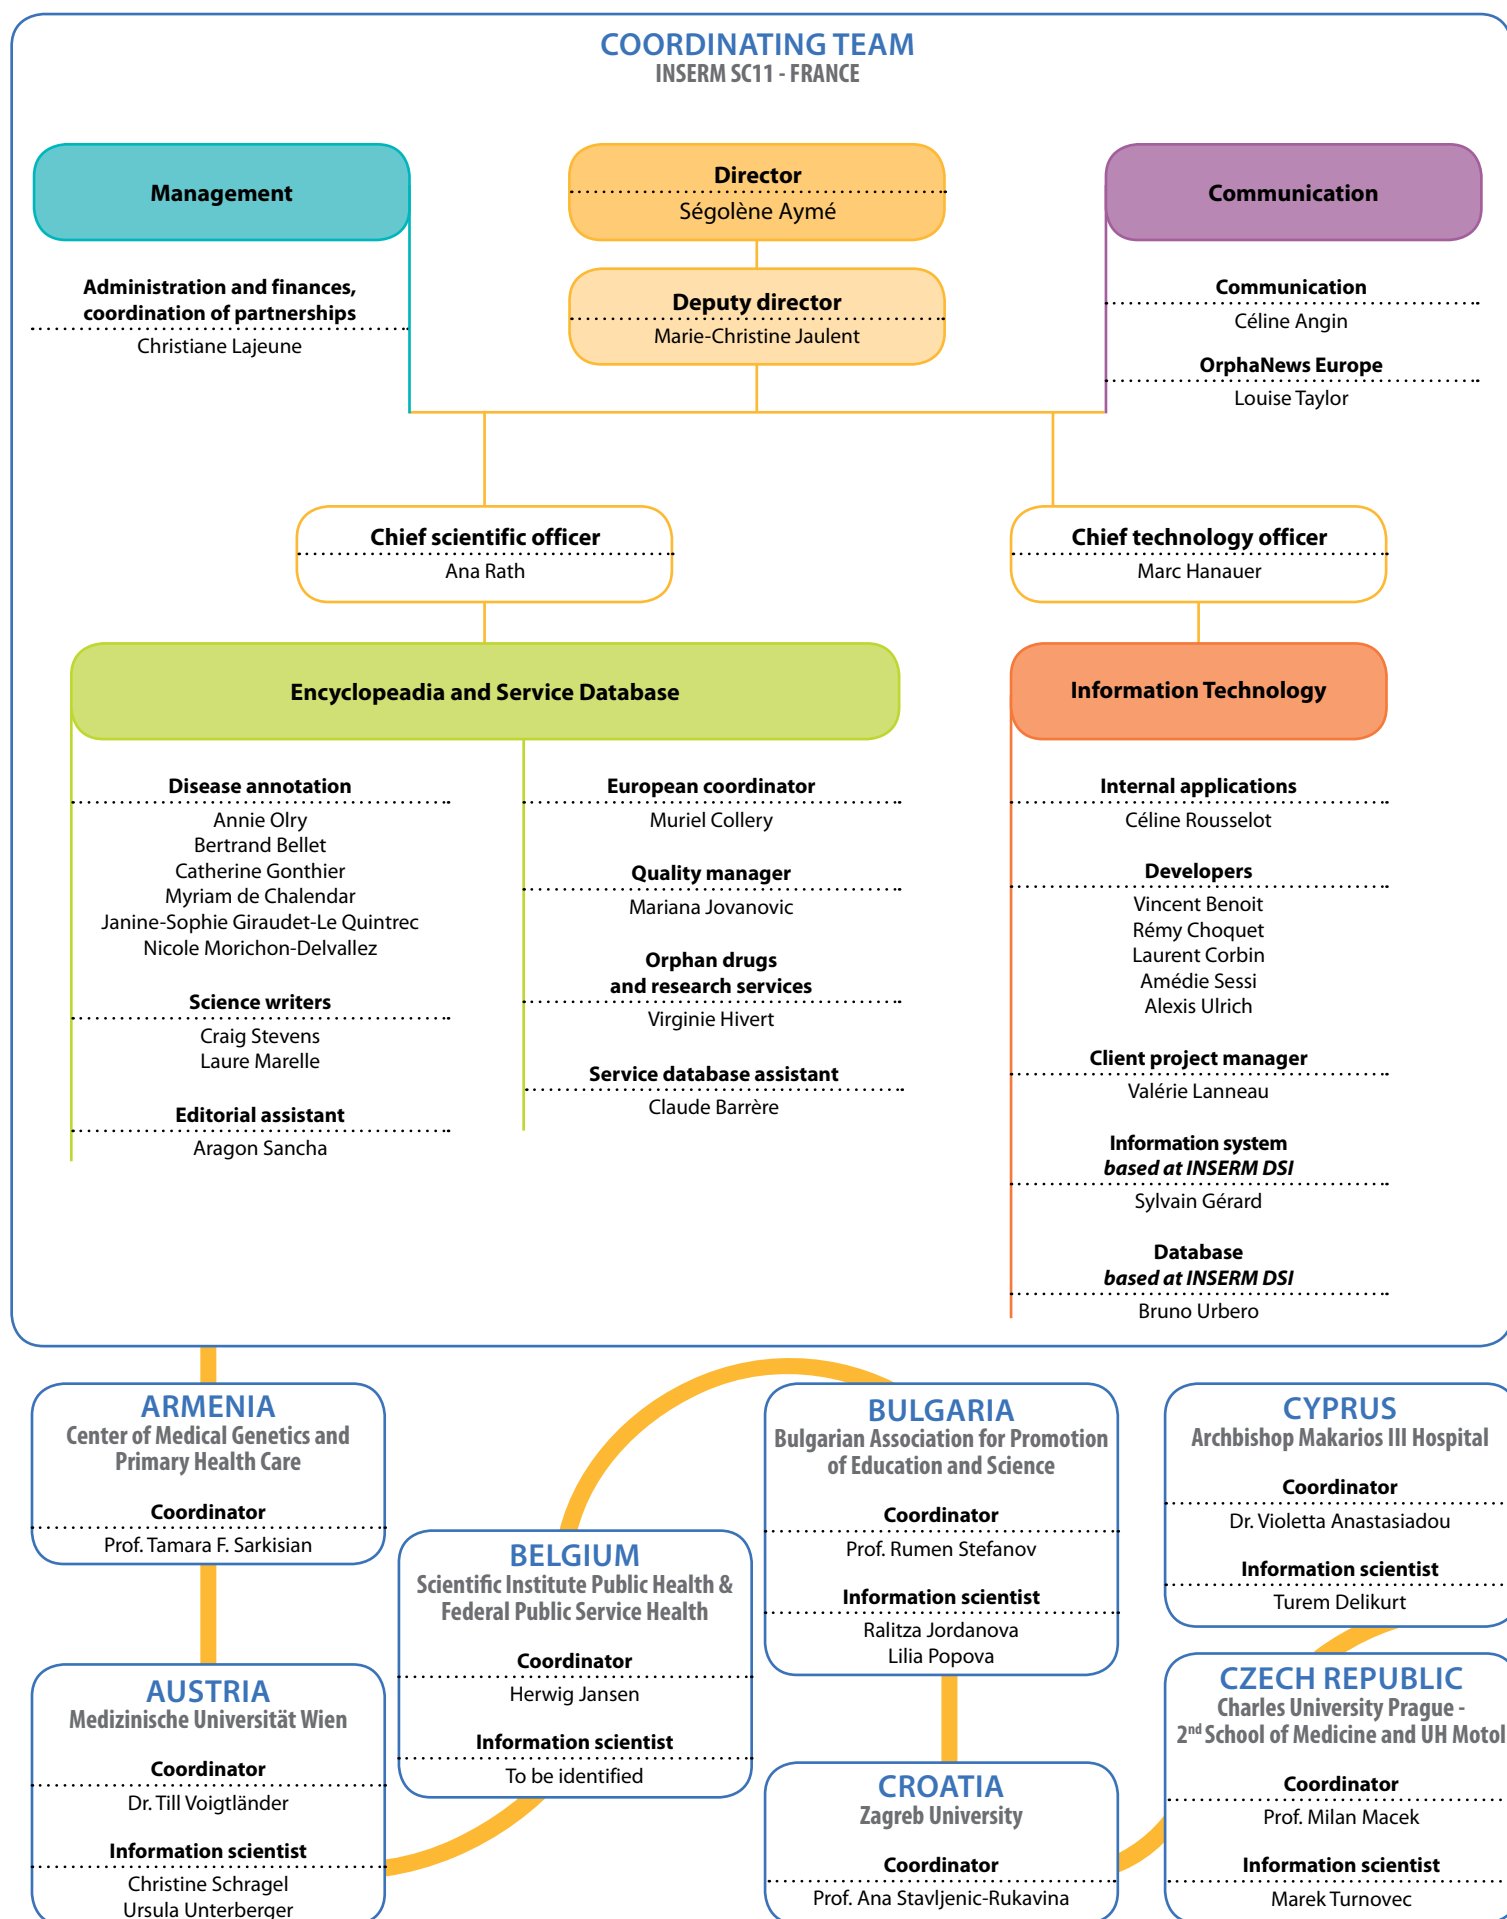 COORDINATING TEAM
INSERM SC11 - FRANCE
Management
Administration and finances,
coordination of partnerships
Christiane Lajeune
Director
Ségolène Aymé
Deputy director
Marie-Christine Jaulent
Communication
Communication
Céline Angin
OrphaNews Europe
Louise Taylor
Chief scientific officer
Ana Rath
Chief technology officer
Marc Hanauer
Encyclopeadia and Service Database
Disease annotation
Annie Olry
Bertrand Bellet
Catherine Gonthier
Myriam de Chalendar
Janine-Sophie Giraudet-Le Quintrec
Nicole Morichon-Delvallez
Science writers
Craig Stevens
Laure Marelle
Editorial assistant
Aragon Sancha
European coordinator
Muriel Collery
Quality manager
Mariana Jovanovic
Orphan drugs
and research services
Virginie Hivert
Service database assistant
Claude Barrère
Information Technology
Internal applications
Céline Rousselot
Developers
Vincent Benoit
Rémy Choquet
Laurent Corbin
Amédie Sessi
Alexis Ulrich
Client project manager
Valérie Lanneau
Information system
based at INSERM DSI
Sylvain Gérard
Database
based at INSERM DSI
Bruno Urbero
ARMENIA
Center of Medical Genetics and
Primary Health Care
Coordinator
Prof. Tamara F. Sarkisian
AUSTRIA
Medizinische Universität Wien
Coordinator
Dr. Till Voigtländer
Information scientist
Christine Schragel
Ursula Unterberger
BELGIUM
Scientific Institute Public Health &
Federal Public Service Health
Coordinator
Herwig Jansen
Information scientist
To be identified
BULGARIA
Bulgarian Association for Promotion
of Education and Science
Coordinator
Prof. Rumen Stefanov
Information scientist
Ralitza Jordanova
Lilia Popova
CROATIA
Zagreb University
Coordinator
Prof. Ana Stavljenic-Rukavina
CYPRUS
Archbishop Makarios III Hospital
Coordinator
Dr. Violetta Anastasiadou
Information scientist
Turem Delikurt
CZECH REPUBLIC
Charles University Prague -
2nd School of Medicine and UH Motol
Coordinator
Prof. Milan Macek
Information scientist
Marek Turnovec